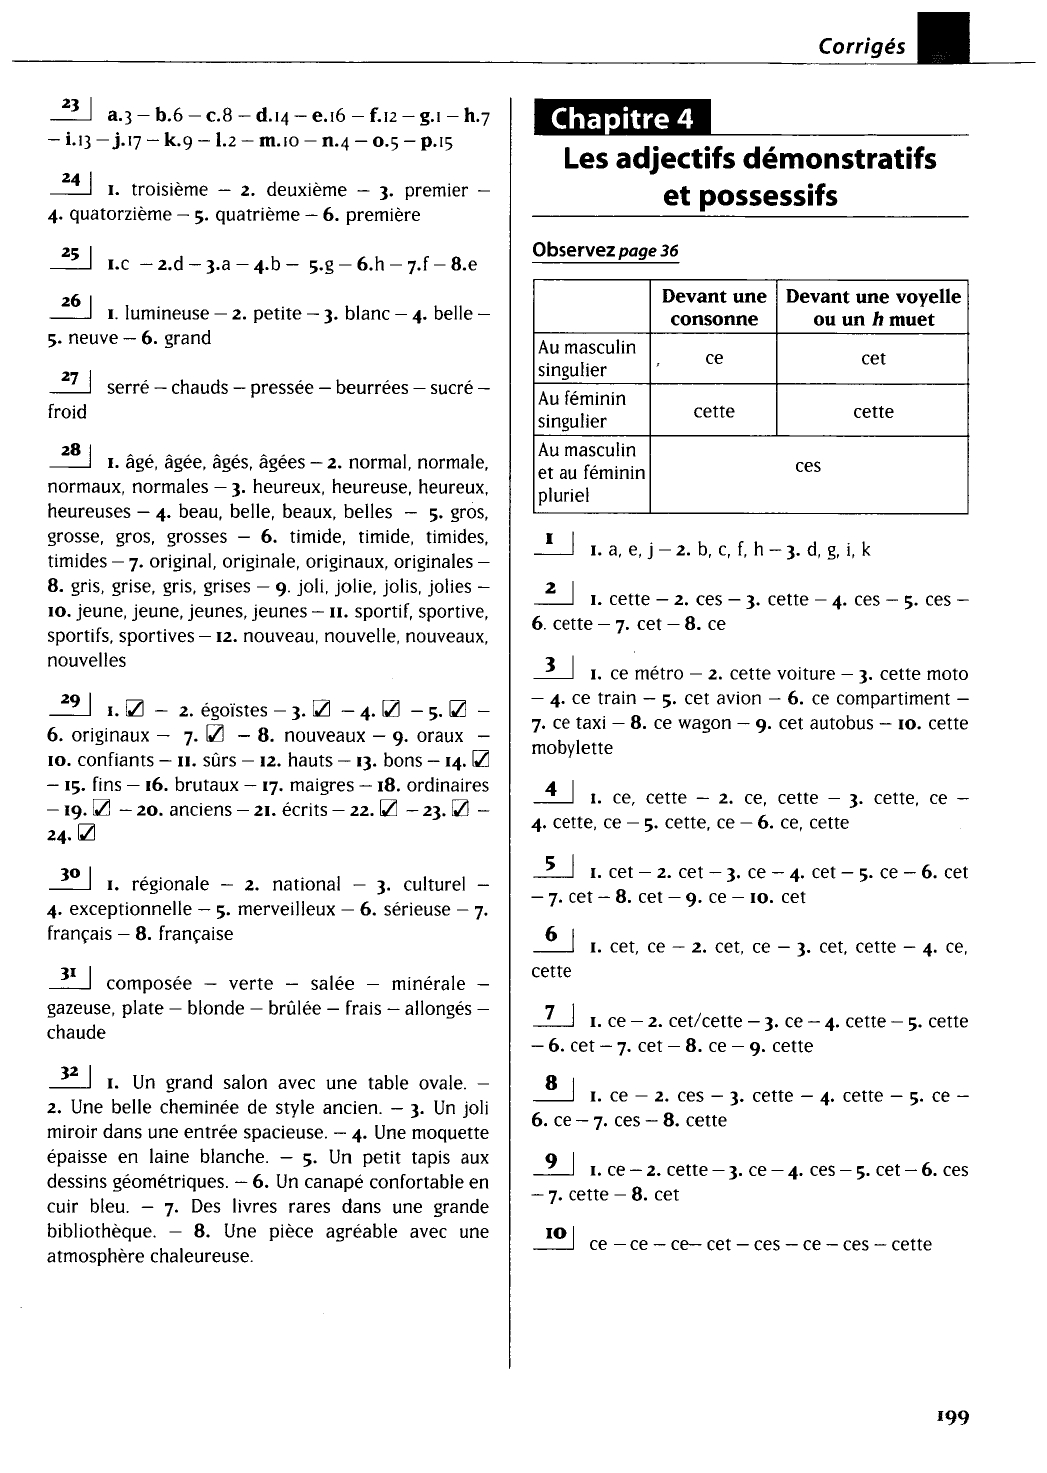 Corrigés
23 a.3 – b.6 – c.8 – d.14 – e.16 – f.12 – g.1 – h.7
– i.13 – j.17 – k.9 – l.2 – m.10 – n.4 – o.5 – p.15
24 1. troisième – 2. deuxième – 3. premier –
4. quatorzième – 5. quatrième – 6. première
25 1.c – 2.d – 3.a – 4.b – 5.g – 6.h – 7.f – 8.e
26 1. lumineuse – 2. petite – 3. blanc – 4. belle –
5. neuve – 6. grand
27 serré – chauds – pressée – beurrées – sucré –
froid
28 1. âgé, âgée, âgés, âgées – 2. normal, normale,
normaux, normales – 3. heureux, heureuse, heureux,
heureuses – 4. beau, belle, beaux, belles – 5. gros,
grosse, gros, grosses – 6. timide, timide, timides,
timides – 7. original, originale, originaux, originales –
8. gris, grise, gris, grises – 9. joli, jolie, jolis, jolies –
10. jeune, jeune, jeunes, jeunes – 11. sportif, sportive,
sportifs, sportives – 12. nouveau, nouvelle, nouveaux,
nouvelles
29 1. ☑ – 2. égoïstes – 3. ☑ – 4. ☑ – 5. ☑ –
6. originaux – 7. ☑ – 8. nouveaux – 9. oraux –
10. confiants – 11. sûrs – 12. hauts – 13. bons – 14. ☑
– 15. fins – 16. brutaux – 17. maigres – 18. ordinaires
– 19. ☑ – 20. anciens – 21. écrits – 22. ☑ – 23. ☑ –
24. ☑
30 1. régionale – 2. national – 3. culturel –
4. exceptionnelle – 5. merveilleux – 6. sérieuse – 7.
français – 8. française
31 composée – verte – salée – minérale –
gazeuse, plate – blonde – brûlée – frais – allongés –
chaude
32 1. Un grand salon avec une table ovale. –
2. Une belle cheminée de style ancien. – 3. Un joli
miroir dans une entrée spacieuse. – 4. Une moquette
épaisse en laine blanche. – 5. Un petit tapis aux
dessins géométriques. – 6. Un canapé confortable en
cuir bleu. – 7. Des livres rares dans une grande
bibliothèque. – 8. Une pièce agréable avec une
atmosphère chaleureuse.
Chapitre 4
Les adjectifs démonstratifs
et possessifs
Observez page 36
Devant une Devant une voyelle
consonne ou un h muet
Au masculin
singulier ce cet
Au féminin
singulier cette cette
Au masculin
et au féminin ces
pluriel
1 1. a, e, j – 2. b, c, f, h – 3. d, g, i, k
2 1. cette – 2. ces – 3. cette – 4. ces – 5. ces –
6. cette – 7. cet – 8. ce
3 1. ce métro – 2. cette voiture – 3. cette moto
– 4. ce train – 5. cet avion – 6. ce compartiment –
7. ce taxi – 8. ce wagon – 9. cet autobus – 10. cette
mobylette
4 1. ce, cette – 2. ce, cette – 3. cette, ce –
4. cette, ce – 5. cette, ce – 6. ce, cette
5 1. cet – 2. cet – 3. ce – 4. cet – 5. ce – 6. cet
– 7. cet – 8. cet – 9. ce – 10. cet
6 1. cet, ce – 2. cet, ce – 3. cet, cette – 4. ce,
cette
7 1. ce – 2. cet/cette – 3. ce – 4. cette – 5. cette
– 6. cet – 7. cet – 8. ce – 9. cette
8 1. ce – 2. ces – 3. cette – 4. cette – 5. ce –
6. ce – 7. ces – 8. cette
9 1. ce – 2. cette – 3. ce – 4. ces – 5. cet – 6. ces
– 7. cette – 8. cet
10 ce – ce – ce– cet – ces – ce – ces – cette
199